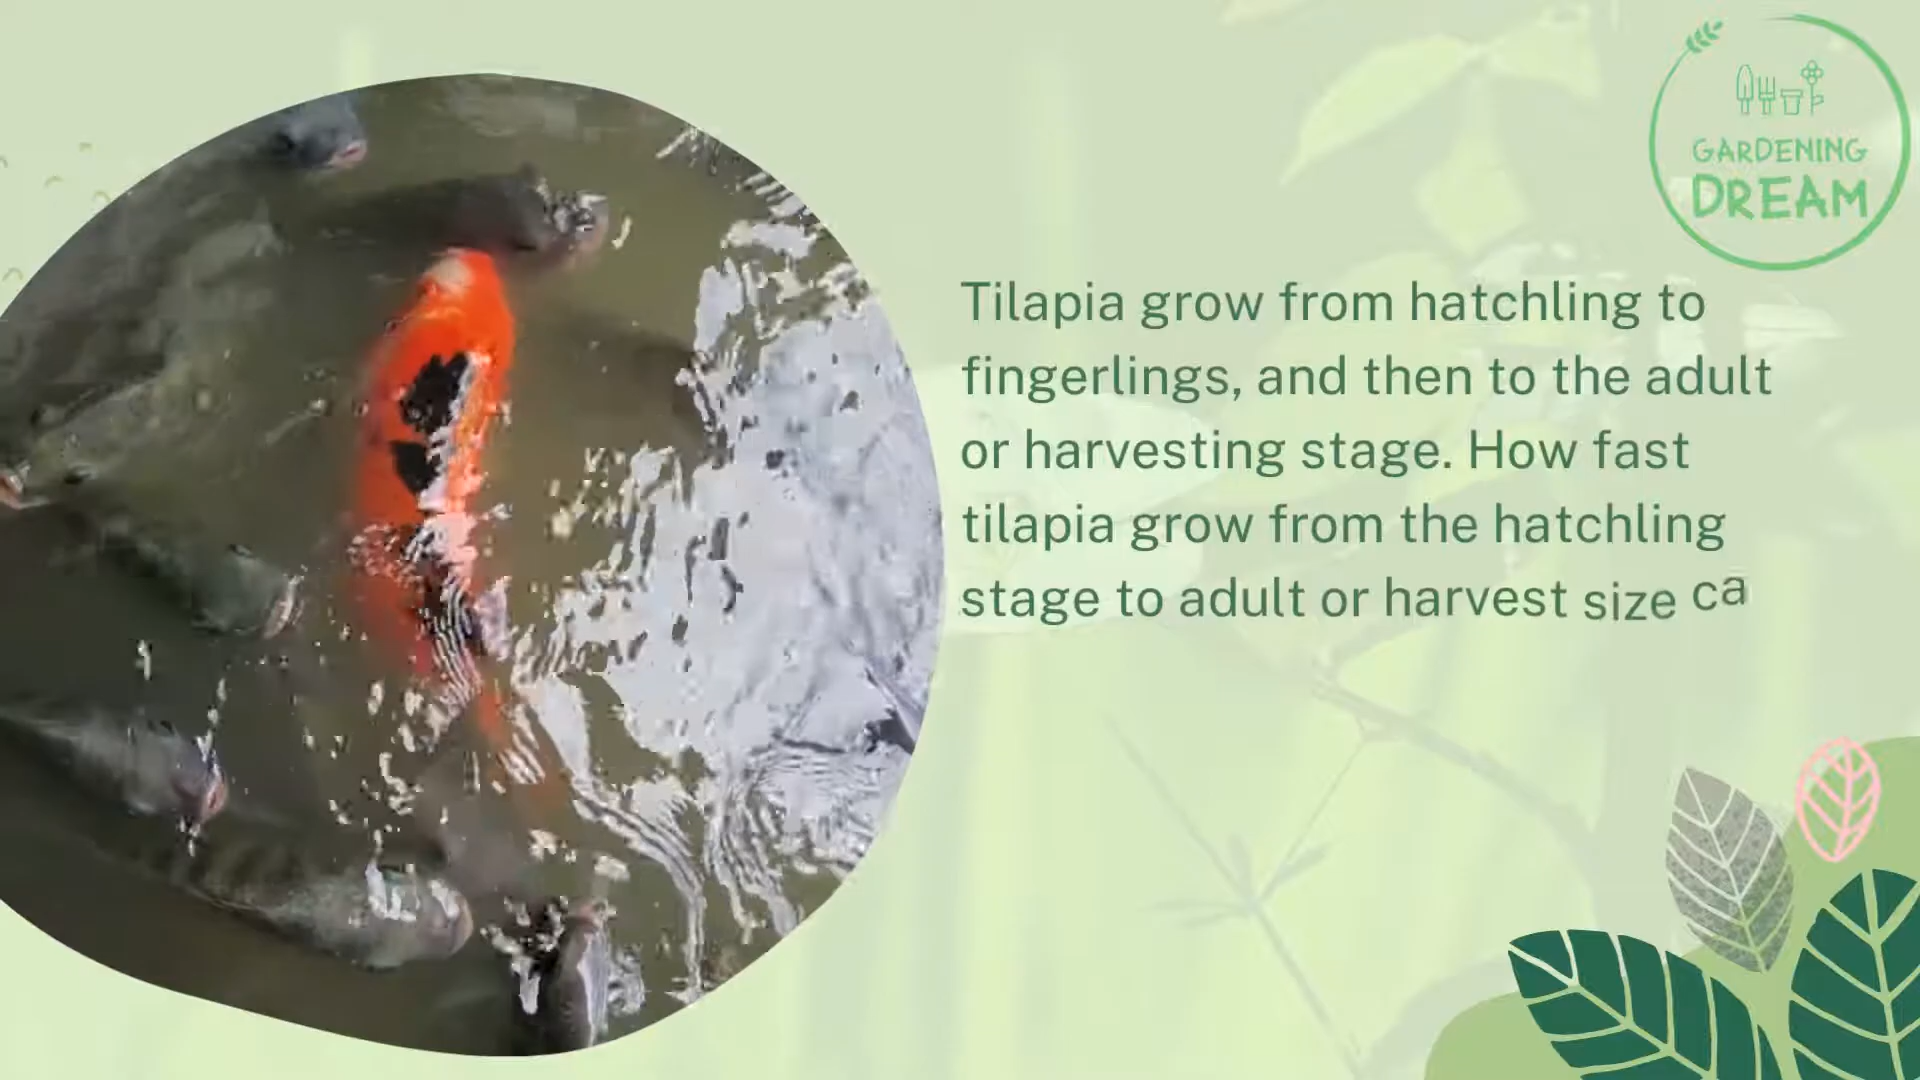 GARDENING
DREAM
Tilapia grow from hatchling to
fingerlings, and then to the adult
or harvesting stage. How fast
tilapia grow from the hatchling
stage to adult or harvest size ca